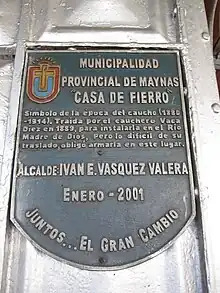 MUNICIPALIDAD
PROVINCIAL DE MAYNAS
"CASA DE FIERRO"
Símbolo de la época del caucho (1880
-1914). Traída por el cauchero Vaca
Diez en 1889, para instalarla en el Río
Madre de Dios, Pero lo difícil de su
traslado, obligó armarla en este lugar.
ALCALDE IVAN E. VASQUEZ VALERA
ENERO - 2001
JUNTOS... EL GRAN CAMBIO